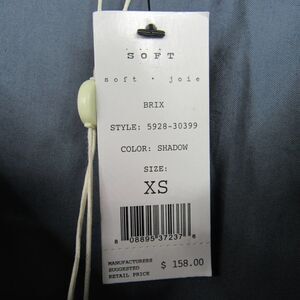 SOFT
soft · joie
BRIX
STYLE: 5928-30399
COLOR: SHADOW
SIZE:
XS
8 08895 37237 6
MANUFACTURERS
SUGGESTED
RETAIL PRICE
$ 158.00